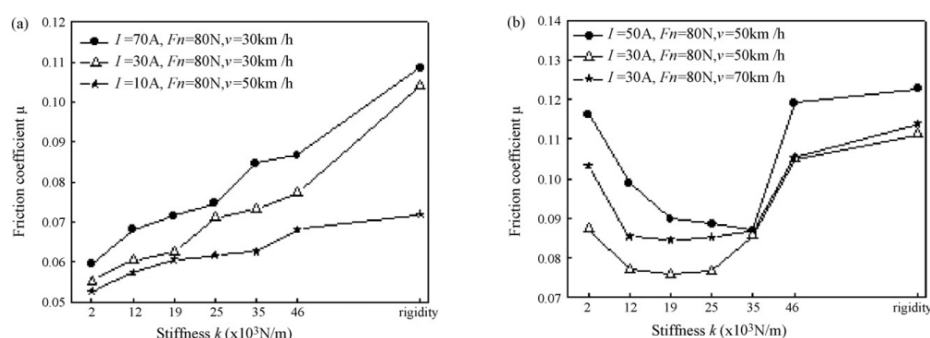 (a)
0.12
0.11
0.10
0.09
0.08
0.07
0.06
0.05
Friction coefficient μ
I =70A, Fn=80N,v=30km /h
I =30A, Fn=80N,v=30km /h
I =10A, Fn=80N,v=50km /h
2 12 19 25 35 46 rigidity
Stiffness k (x10³N/m)
(b)
0.13
0.12
0.11
0.10
0.09
0.08
0.07
Friction coefficient μ
I =50A, Fn=80N,v=50km /h
I =30A, Fn=80N,v=50km /h
I =30A, Fn=80N,v=70km /h
2 12 19 25 35 46 rigidity
Stiffness k (x10³N/m)